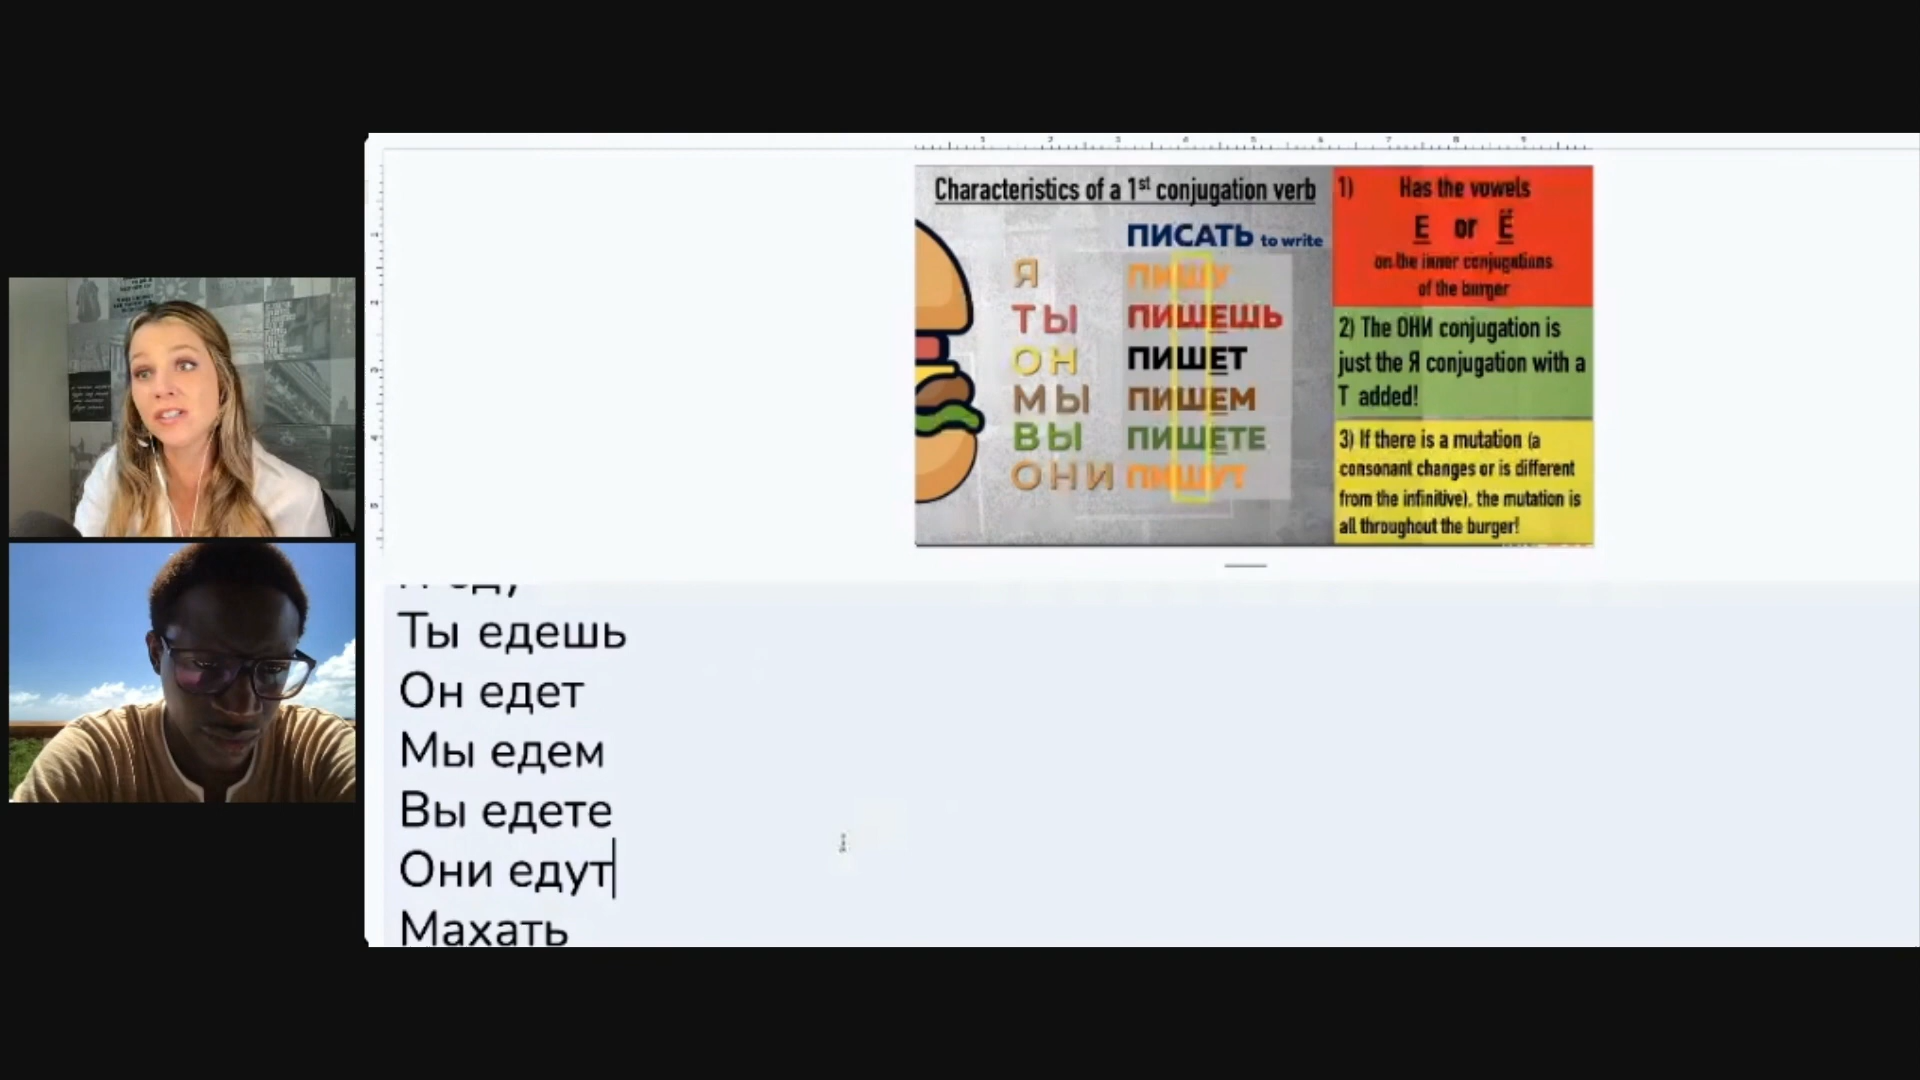 Characteristics of a 1st conjugation verb
ПИСАТЬ to write
Я ПИШУ
ТЫ ПИШЕШЬ
ОН ПИШЕТ
МЫ ПИШЕМ
ВЫ ПИШЕТЕ
ОНИ ПИШУТ
1) Has the vowels
Е or Ё
on the inner conjugations
of the burger
2) The ОНИ conjugation is
just the Я conjugation with a
Т added!
3) If there is a mutation (a
consonant changes or is different
from the infinitive), the mutation is
all throughout the burger!
Ты едешь
Он едет
Мы едем
Вы едете
Они едут
Махать